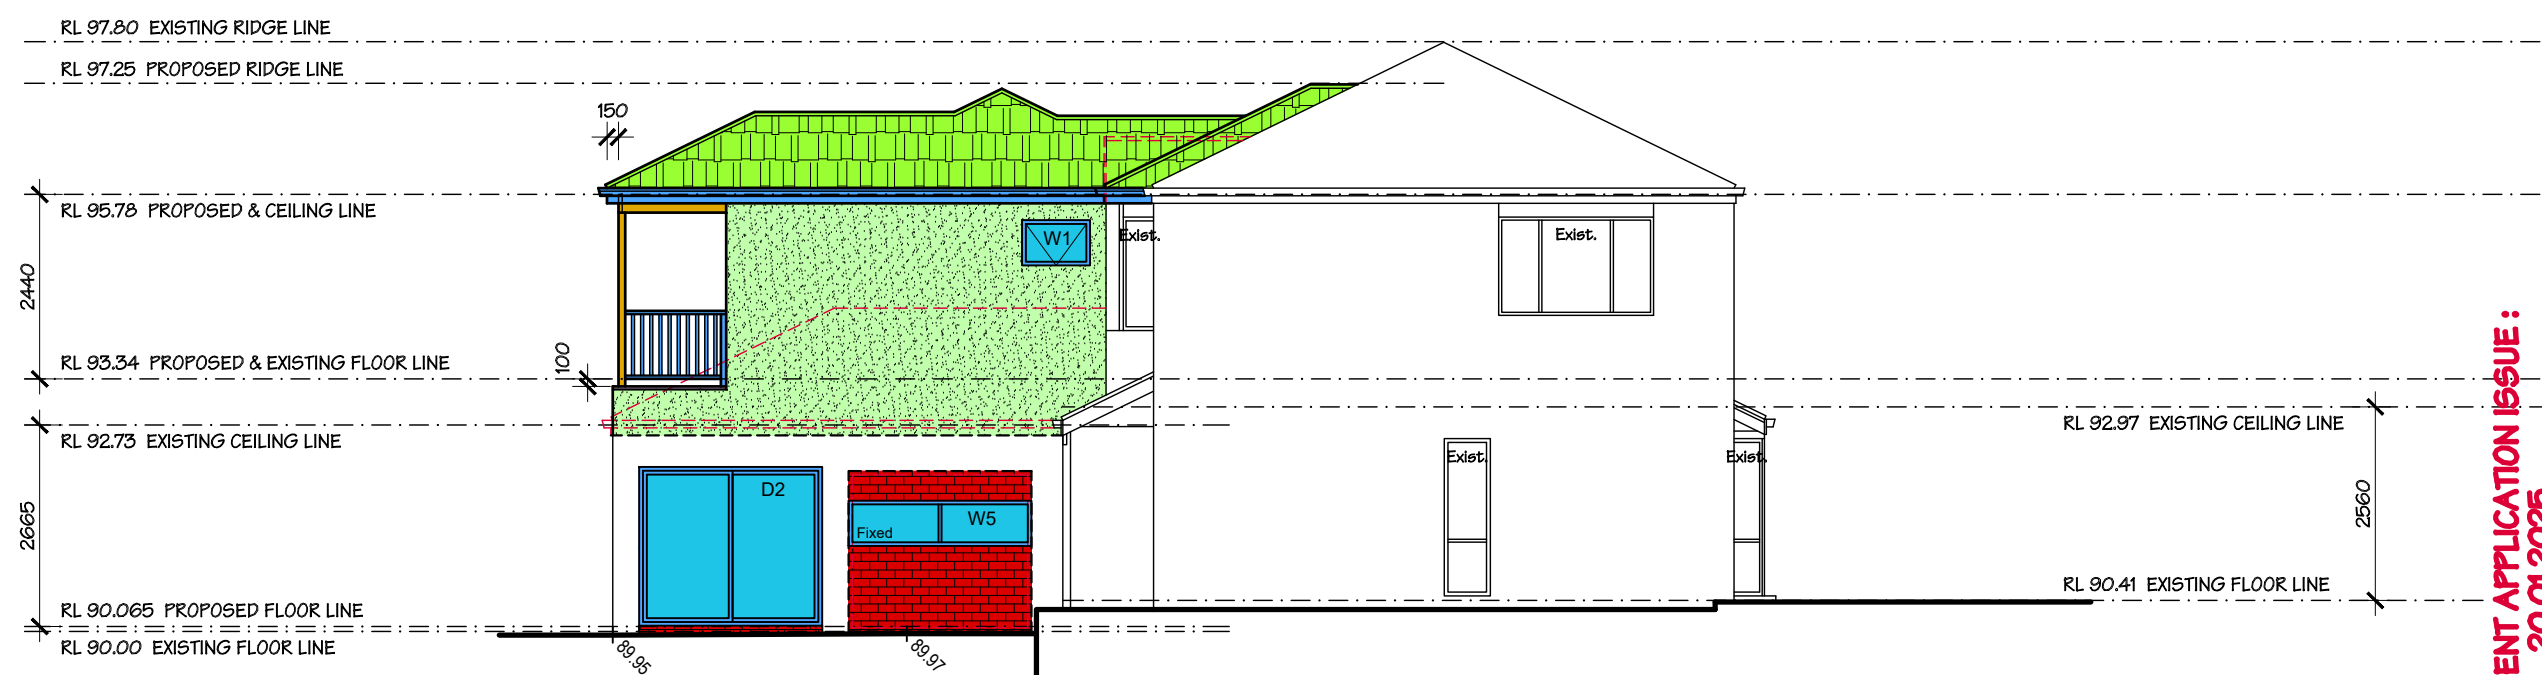 RL 97.80 EXISTING RIDGE LINE
RL 97.25 PROPOSED RIDGE LINE
150
RL 95.78 PROPOSED & CEILING LINE
W1
Exist.
Exist.
2440
100
RL 93.34 PROPOSED & EXISTING FLOOR LINE
RL 92.73 EXISTING CEILING LINE
RL 92.97 EXISTING CEILING LINE
Exist.
Exist.
D2
W5
Fixed
2665
2560
RL 90.065 PROPOSED FLOOR LINE
RL 90.41 EXISTING FLOOR LINE
RL 90.00 EXISTING FLOOR LINE
89.95
89.97
ENT APPLICATION ISSUE :
20.01.2025